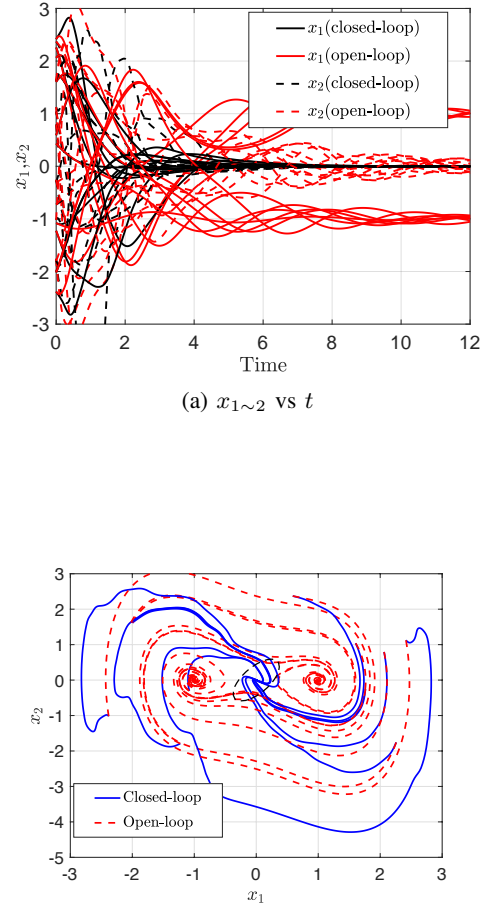 3
2
1
0
-1
-2
-3
x₁,x₂
x₁(closed-loop)
x₁(open-loop)
x₂(closed-loop)
x₂(open-loop)
0 2 4 6 8 10 12
Time
(a) x₁∼₂ vs t
3
2
1
0
-1
-2
-3
-4
-5
x₂
Closed-loop
Open-loop
-3 -2 -1 0 1 2 3
x₁